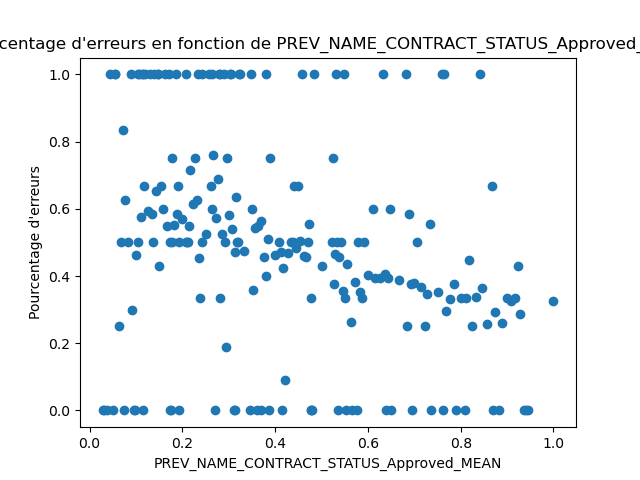 centage d'erreurs en fonction de PREV_NAME_CONTRACT_STATUS_Approved_
1.0
0.8
0.6
0.4
0.2
0.0
Pourcentage d'erreurs
0.0 0.2 0.4 0.6 0.8 1.0
PREV_NAME_CONTRACT_STATUS_Approved_MEAN